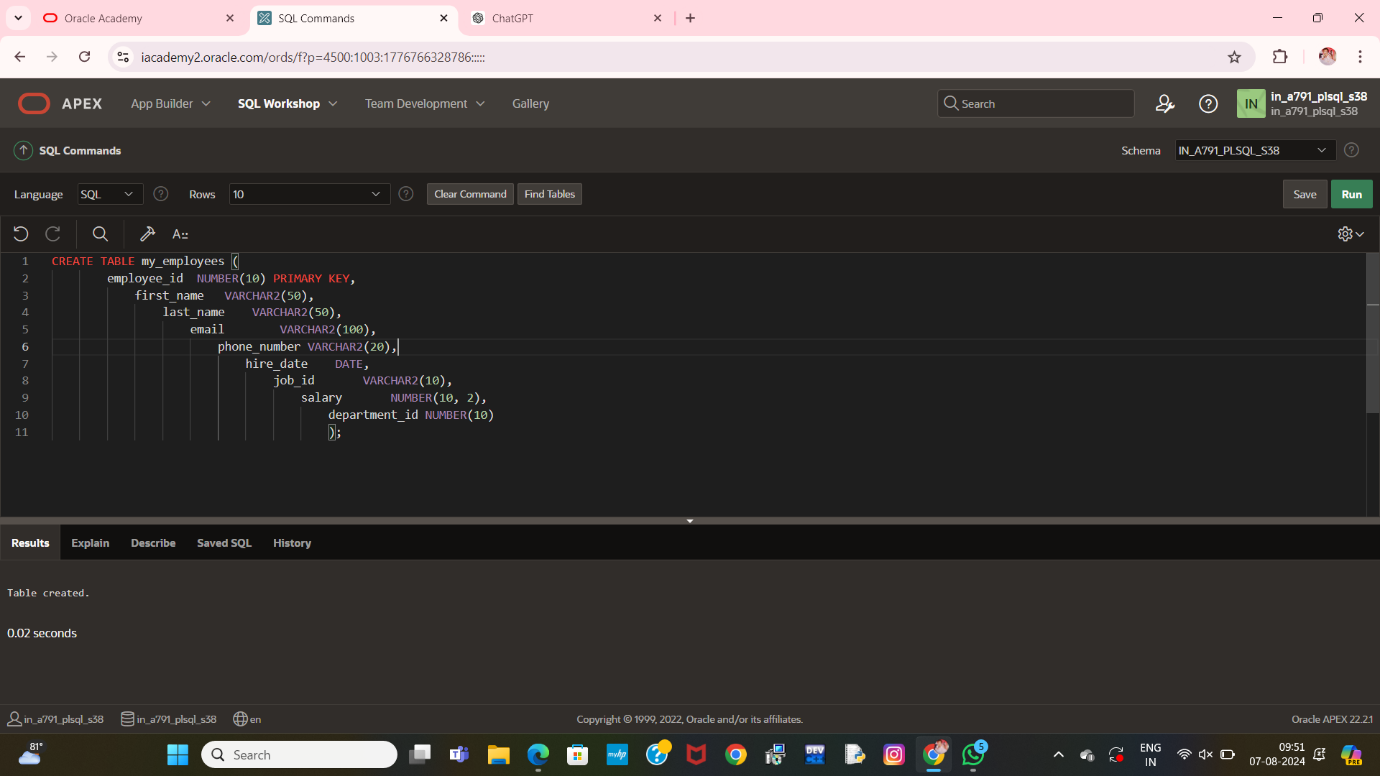 Oracle Academy
SQL Commands
ChatGPT
iacademy2.oracle.com/ords/f?p=4500:1003:1776766328786:::::
APEX App Builder SQL Workshop Team Development Gallery Search IN in_a791_plsql_s38
in_a791_plsql_s38
SQL Commands Schema IN_A791_PLSQL_S38
Language SQL Rows 10 Clear Command Find Tables Save Run
1 CREATE TABLE my_employees (
2 employee_id NUMBER(10) PRIMARY KEY,
3 first_name VARCHAR2(50),
4 last_name VARCHAR2(50),
5 email VARCHAR2(100),
6 phone_number VARCHAR2(20),
7 hire_date DATE,
8 job_id VARCHAR2(10),
9 salary NUMBER(10, 2),
10 department_id NUMBER(10)
11 );
Results Explain Describe Saved SQL History
Table created.
0.02 seconds
in_a791_plsql_s38 in_a791_plsql_s38 en Copyright © 1999, 2022, Oracle and/or its affiliates. Oracle APEX 22.2.1
81° Search myhp DEV 5 ENG 09:51 PRE
IN 07-08-2024